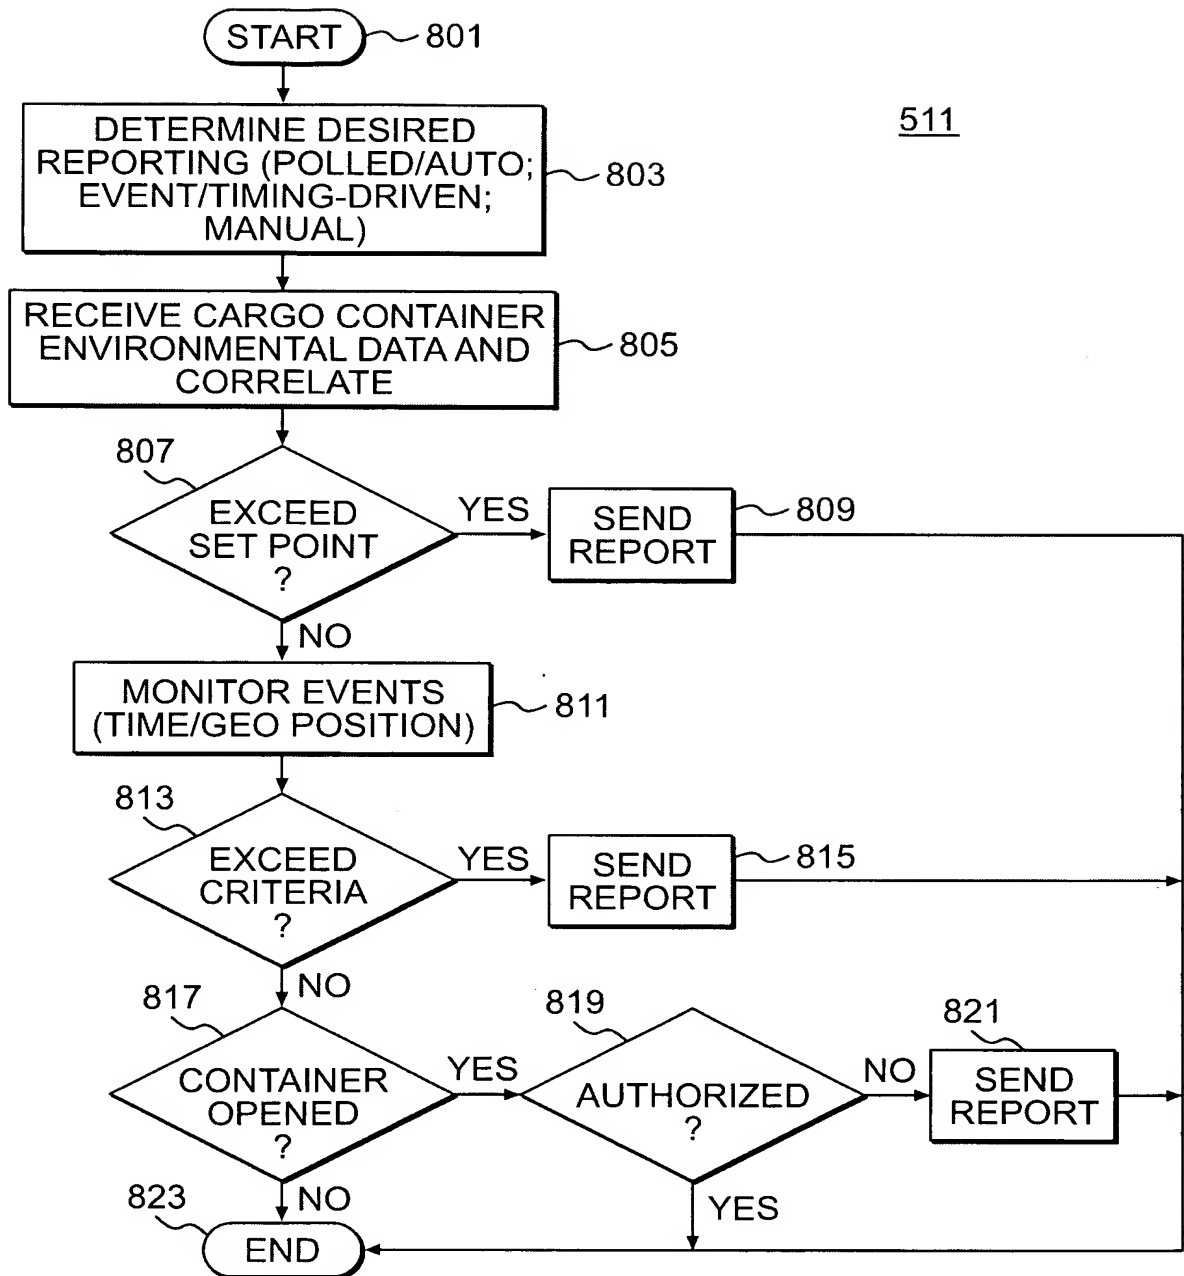 START
801
511
DETERMINE DESIRED
REPORTING (POLLED/AUTO;
EVENT/TIMING-DRIVEN;
MANUAL)
803
RECEIVE CARGO CONTAINER
ENVIRONMENTAL DATA AND
CORRELATE
805
807
EXCEED
SET POINT
?
YES
SEND
REPORT
809
NO
MONITOR EVENTS
(TIME/GEO POSITION)
811
813
EXCEED
CRITERIA
?
YES
SEND
REPORT
815
NO
817
CONTAINER
OPENED
?
YES
819
AUTHORIZED
?
NO
821
SEND
REPORT
NO
YES
823
END